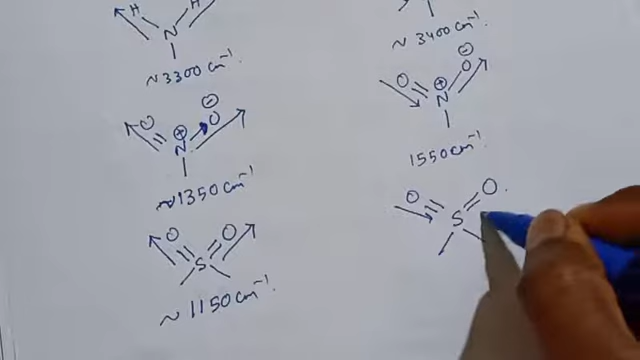 H H
N
~3300 cm⁻¹.
~3400 cm⁻¹
⊖
O ⊕ O
N
~1350 cm⁻¹
⊖
O ⊕ O
N
1550 cm⁻¹.
O O
S
~1150 cm⁻¹.
O O.
S